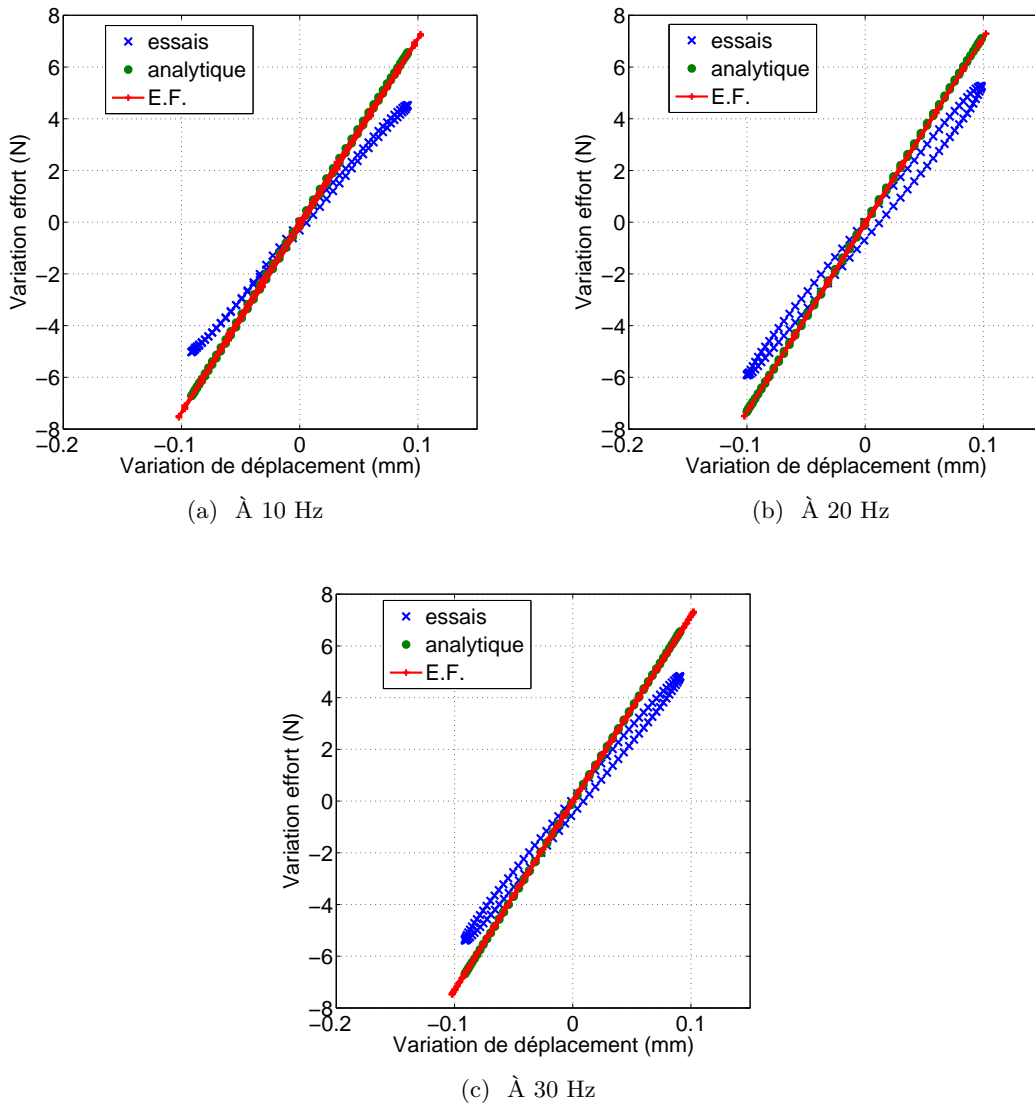 8
6
4
2
0
−2
−4
−6
−8
−0.2
−0.1
0
0.1
Variation effort (N)
Variation de déplacement (mm)
essais
analytique
E.F.
(a) À 10 Hz
8
6
4
2
0
−2
−4
−6
−8
−0.2
−0.1
0
0.1
Variation effort (N)
Variation de déplacement (mm)
essais
analytique
E.F.
(b) À 20 Hz
8
6
4
2
0
−2
−4
−6
−8
−0.2
−0.1
0
0.1
Variation effort (N)
Variation de déplacement (mm)
essais
analytique
E.F.
(c) À 30 Hz